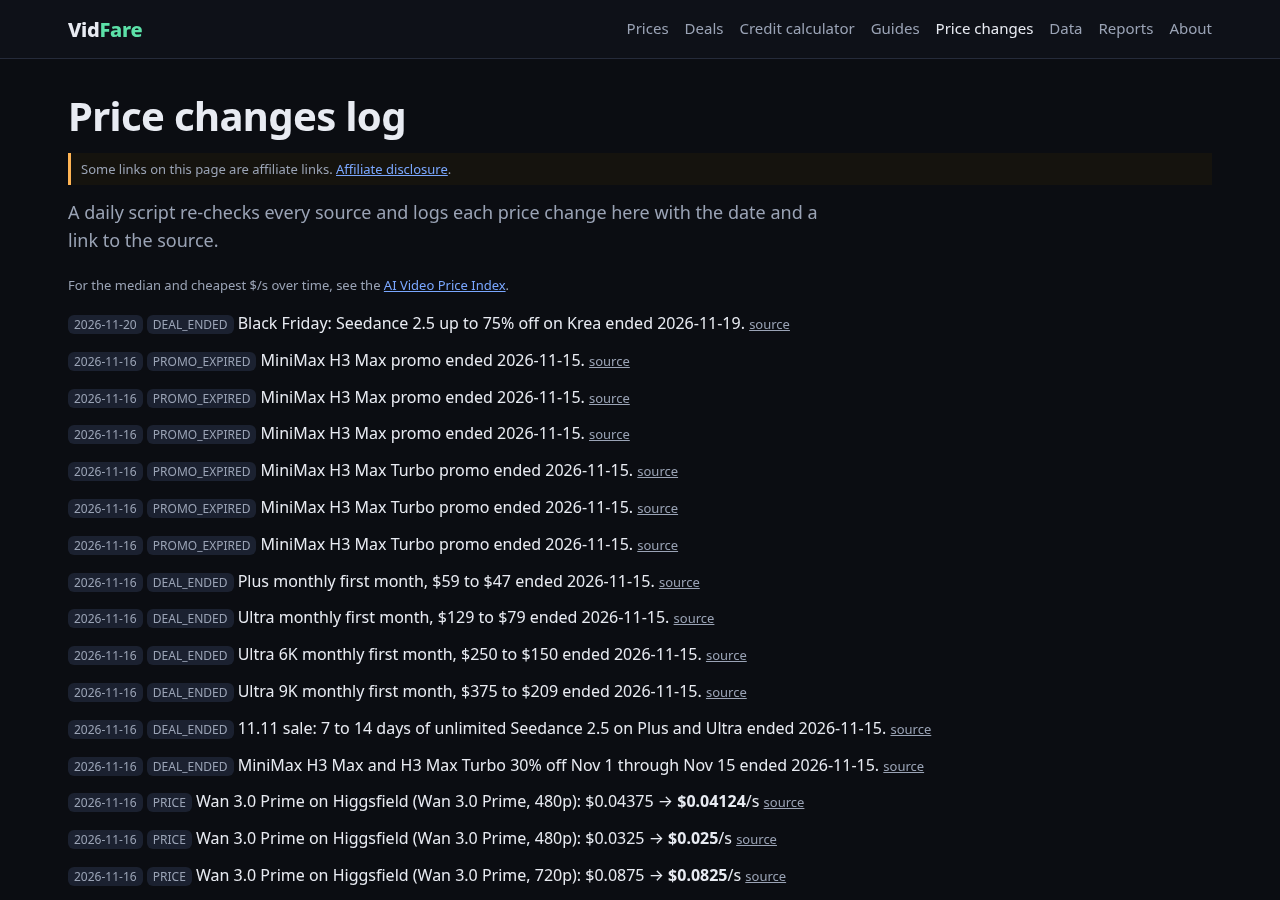 VidFare
Prices Deals Credit calculator Guides Price changes Data Reports About
Price changes log
Some links on this page are affiliate links. Affiliate disclosure.
A daily script re-checks every source and logs each price change here with the date and a
link to the source.
For the median and cheapest $/s over time, see the AI Video Price Index.
2026-11-20 DEAL_ENDED Black Friday: Seedance 2.5 up to 75% off on Krea ended 2026-11-19. source
2026-11-16 PROMO_EXPIRED MiniMax H3 Max promo ended 2026-11-15. source
2026-11-16 PROMO_EXPIRED MiniMax H3 Max promo ended 2026-11-15. source
2026-11-16 PROMO_EXPIRED MiniMax H3 Max promo ended 2026-11-15. source
2026-11-16 PROMO_EXPIRED MiniMax H3 Max Turbo promo ended 2026-11-15. source
2026-11-16 PROMO_EXPIRED MiniMax H3 Max Turbo promo ended 2026-11-15. source
2026-11-16 PROMO_EXPIRED MiniMax H3 Max Turbo promo ended 2026-11-15. source
2026-11-16 DEAL_ENDED Plus monthly first month, $59 to $47 ended 2026-11-15. source
2026-11-16 DEAL_ENDED Ultra monthly first month, $129 to $79 ended 2026-11-15. source
2026-11-16 DEAL_ENDED Ultra 6K monthly first month, $250 to $150 ended 2026-11-15. source
2026-11-16 DEAL_ENDED Ultra 9K monthly first month, $375 to $209 ended 2026-11-15. source
2026-11-16 DEAL_ENDED 11.11 sale: 7 to 14 days of unlimited Seedance 2.5 on Plus and Ultra ended 2026-11-15. source
2026-11-16 DEAL_ENDED MiniMax H3 Max and H3 Max Turbo 30% off Nov 1 through Nov 15 ended 2026-11-15. source
2026-11-16 PRICE Wan 3.0 Prime on Higgsfield (Wan 3.0 Prime, 480p): $0.04375 → $0.04124/s source
2026-11-16 PRICE Wan 3.0 Prime on Higgsfield (Wan 3.0 Prime, 480p): $0.0325 → $0.025/s source
2026-11-16 PRICE Wan 3.0 Prime on Higgsfield (Wan 3.0 Prime, 720p): $0.0875 → $0.0825/s source